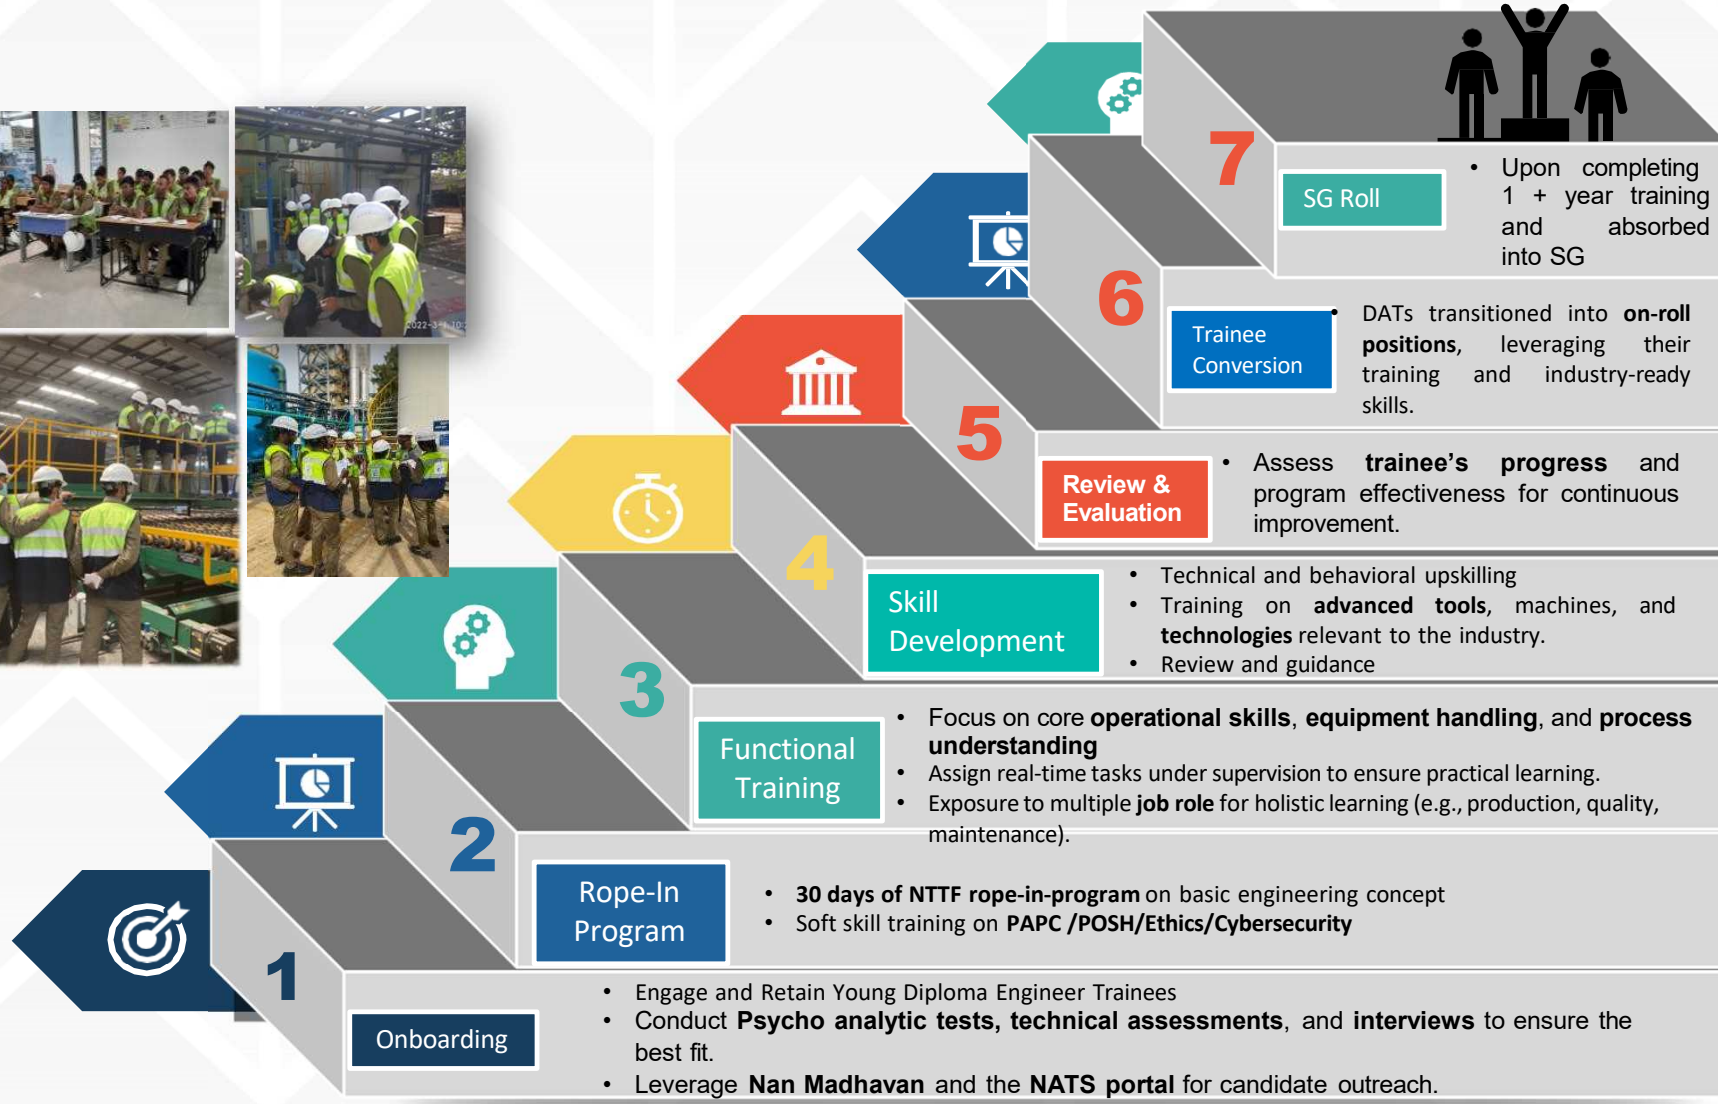 7
SG Roll
• Upon completing
1 + year training
and absorbed
into SG
6
Trainee
Conversion
• DATs transitioned into on-roll
positions, leveraging their
training and industry-ready
skills.
5
Review &
Evaluation
• Assess trainee’s progress and
program effectiveness for continuous
improvement.
4
Skill
Development
• Technical and behavioral upskilling
• Training on advanced tools, machines, and
technologies relevant to the industry.
• Review and guidance
3
Functional
Training
• Focus on core operational skills, equipment handling, and process
understanding
• Assign real-time tasks under supervision to ensure practical learning.
• Exposure to multiple job role for holistic learning (e.g., production, quality,
maintenance).
2
Rope-In
Program
• 30 days of NTTF rope-in-program on basic engineering concept
• Soft skill training on PAPC /POSH/Ethics/Cybersecurity
1
Onboarding
• Engage and Retain Young Diploma Engineer Trainees
• Conduct Psycho analytic tests, technical assessments, and interviews to ensure the
best fit.
• Leverage Nan Madhavan and the NATS portal for candidate outreach.